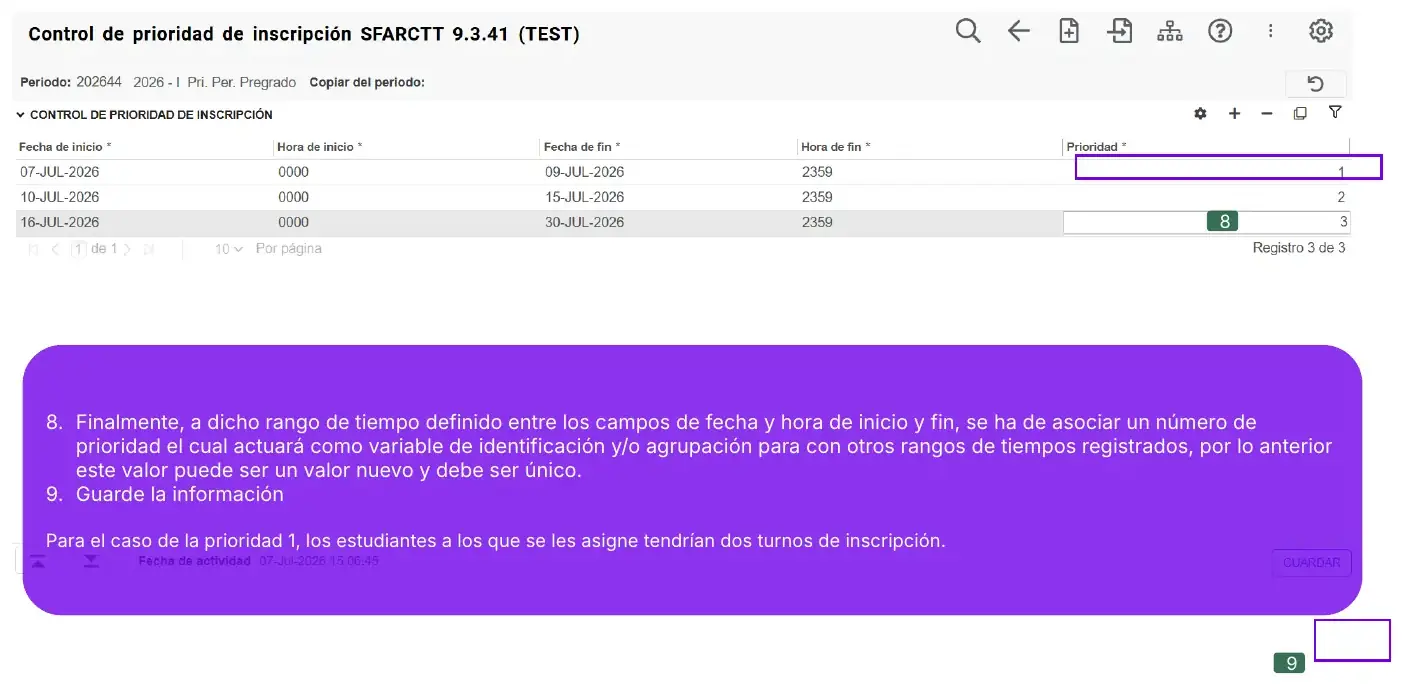 Control de prioridad de inscripción SFARCTT 9.3.41 (TEST)
Periodo: 202644 2026 - I Pri. Per. Pregrado Copiar del periodo:
CONTROL DE PRIORIDAD DE INSCRIPCIÓN
Fecha de inicio * Hora de inicio * Fecha de fin * Hora de fin * Prioridad *
07-JUL-2026 0000 09-JUL-2026 2359 1
10-JUL-2026 0000 15-JUL-2026 2359 2
16-JUL-2026 0000 30-JUL-2026 2359 8 3
1 de 1 10 Por página Registro 3 de 3
8. Finalmente, a dicho rango de tiempo definido entre los campos de fecha y hora de inicio y fin, se ha de asociar un número de
prioridad el cual actuará como variable de identificación y/o agrupación para con otros rangos de tiempos registrados, por lo anterior
este valor puede ser un valor nuevo y debe ser único.
9. Guarde la información
Para el caso de la prioridad 1, los estudiantes a los que se les asigne tendrían dos turnos de inscripción.
Fecha de actividad 07-Jul-2026 15:06:45 GUARDAR
9